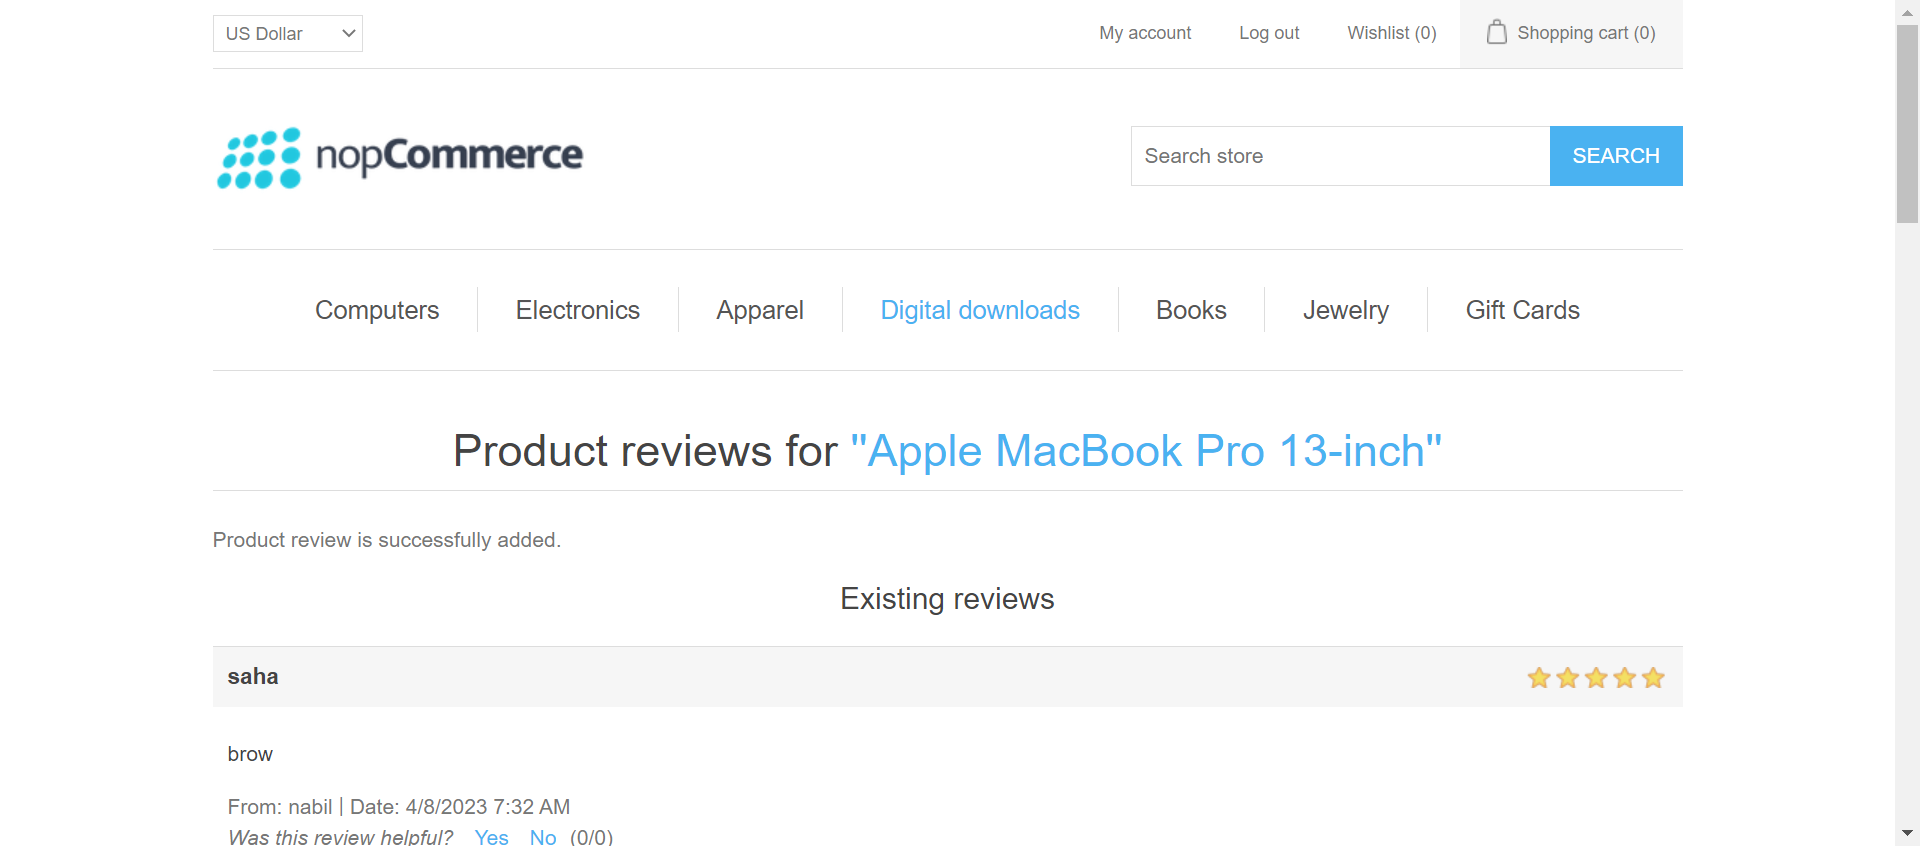 US Dollar
My account
Log out
Wishlist (0)
Shopping cart (0)
nopCommerce
Search store
SEARCH
Computers
Electronics
Apparel
Digital downloads
Books
Jewelry
Gift Cards
Product reviews for "Apple MacBook Pro 13-inch"
Product review is successfully added.
Existing reviews
saha
brow
From: nabil | Date: 4/8/2023 7:32 AM
Was this review helpful? Yes No (0/0)